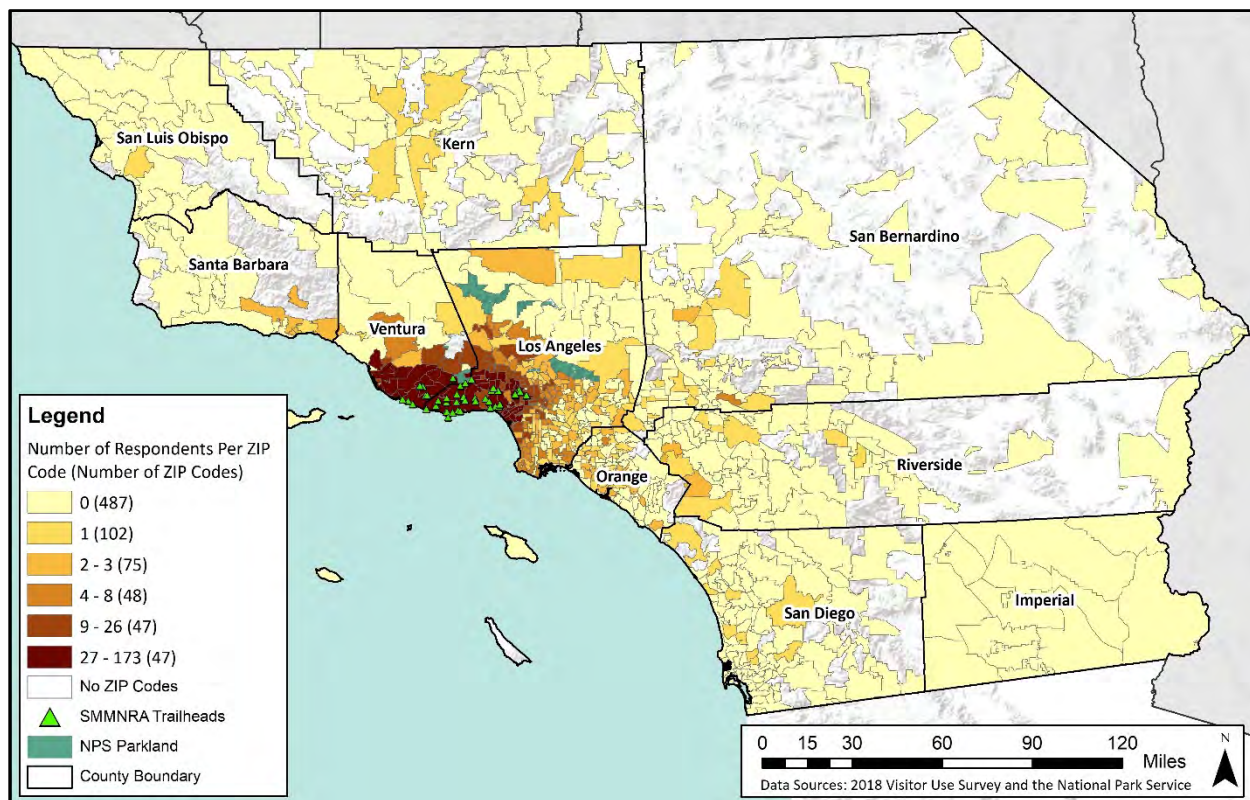 San Luis Obispo
Kern
San Bernardino
Santa Barbara
Ventura
Los Angeles
Orange
Riverside
San Diego
Imperial
Legend
Number of Respondents Per ZIP
Code (Number of ZIP Codes)
0 (487)
1 (102)
2 - 3 (75)
4 - 8 (48)
9 - 26 (47)
27 - 173 (47)
No ZIP Codes
SMMNRA Trailheads
NPS Parkland
County Boundary
0 15 30 60 90 120
Miles
N
Data Sources: 2018 Visitor Use Survey and the National Park Service